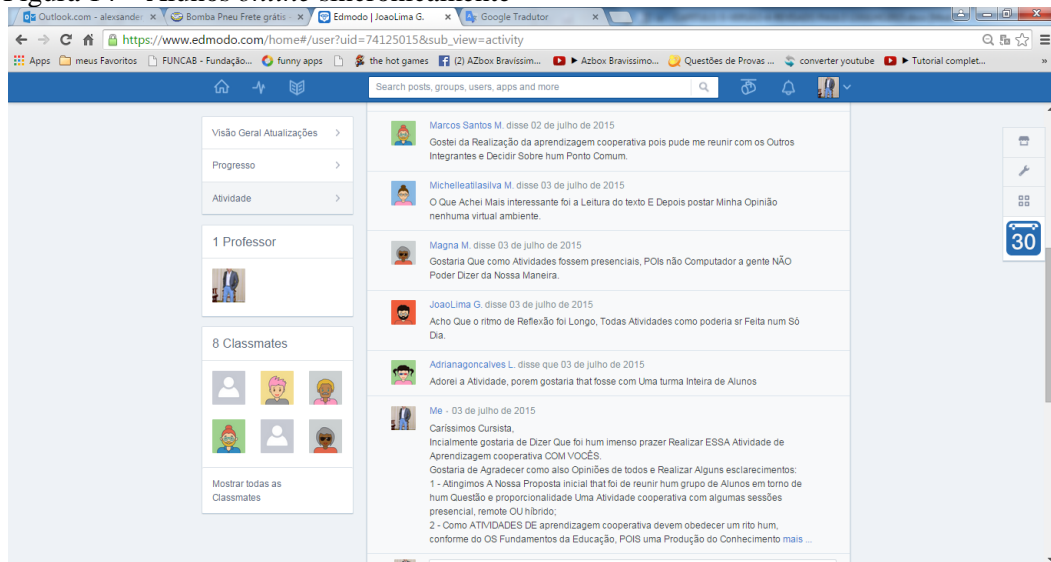 Figura 14 – Alunos online sincronicamente
Outlook.com - alexsander
Bomba Pneu Frete grátis -
Edmodo | JoaoLima G.
Google Tradutor
https://www.edmodo.com/home#/user?uid=74125015&sub_view=activity
Apps
meus Favoritos
FUNCAB - Fundação...
funny apps
the hot games
(2) AZbox Bravissim...
Azbox Bravissimo...
Questões de Provas ...
converter youtube
Tutorial complet...
»
Search posts, groups, users, apps and more
Visão Geral Atualizações
Progresso
Atividade
1 Professor
8 Classmates
Mostrar todas as
Classmates
Marcos Santos M. disse 02 de julho de 2015
Gostei da Realização da aprendizagem cooperativa pois pude me reunir com os Outros
Integrantes e Decidir Sobre hum Ponto Comum.
Michelleatilasilva M. disse 03 de julho de 2015
O Que Achei Mais interessante foi a Leitura do texto E Depois postar Minha Opinião
nenhuma virtual ambiente.
Magna M. disse 03 de julho de 2015
Gostaria Que como Atividades fossem presenciais, POIs não Computador a gente NÃO
Poder Dizer da Nossa Maneira.
JoaoLima G. disse 03 de julho de 2015
Acho Que o ritmo de Reflexão foi Longo, Todas Atividades como poderia sr Feita num Sò
Dia.
Adrianagoncalves L. disse que 03 de julho de 2015
Adorei a Atividade, porem gostaria that fosse com Uma turma Inteira de Alunos
Me - 03 de julho de 2015
Caríssimos Cursista,
Incialmente gostaria de Dizer Que foi hum imenso prazer Realizar ESSA Atividade de
Aprendizagem cooperativa COM VOCÊS.
Gostaria de Agradecer como also Opiniões de todos e Realizar Alguns esclarecimentos:
1 - Atingimos A Nossa Proposta inicial that foi de reunir hum grupo de Alunos em torno de
hum Questão e proporcionalidade Uma Atividade cooperativa com algumas sessões
presencial, remote OU híbrido;
2 - Como ATIVIDADES DE aprendizagem cooperativa devem obedecer um rito hum,
conforme do OS Fundamentos da Educação, POIS uma Produção do Conhecimento mais ...
30